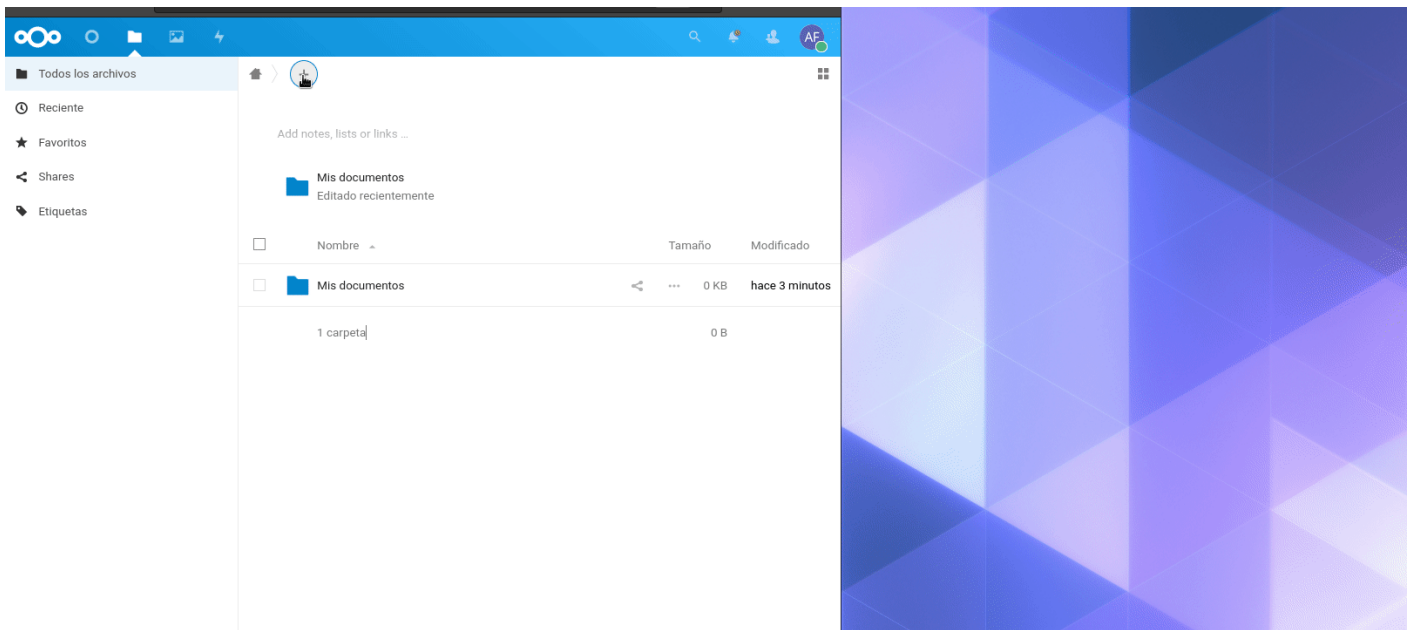 AF
Todos los archivos
Reciente
Favoritos
Shares
Etiquetas
Add notes, lists or links ...
Mis documentos
Editado recientemente
Nombre Tamaño Modificado
Mis documentos 0 KB hace 3 minutos
1 carpeta 0 B